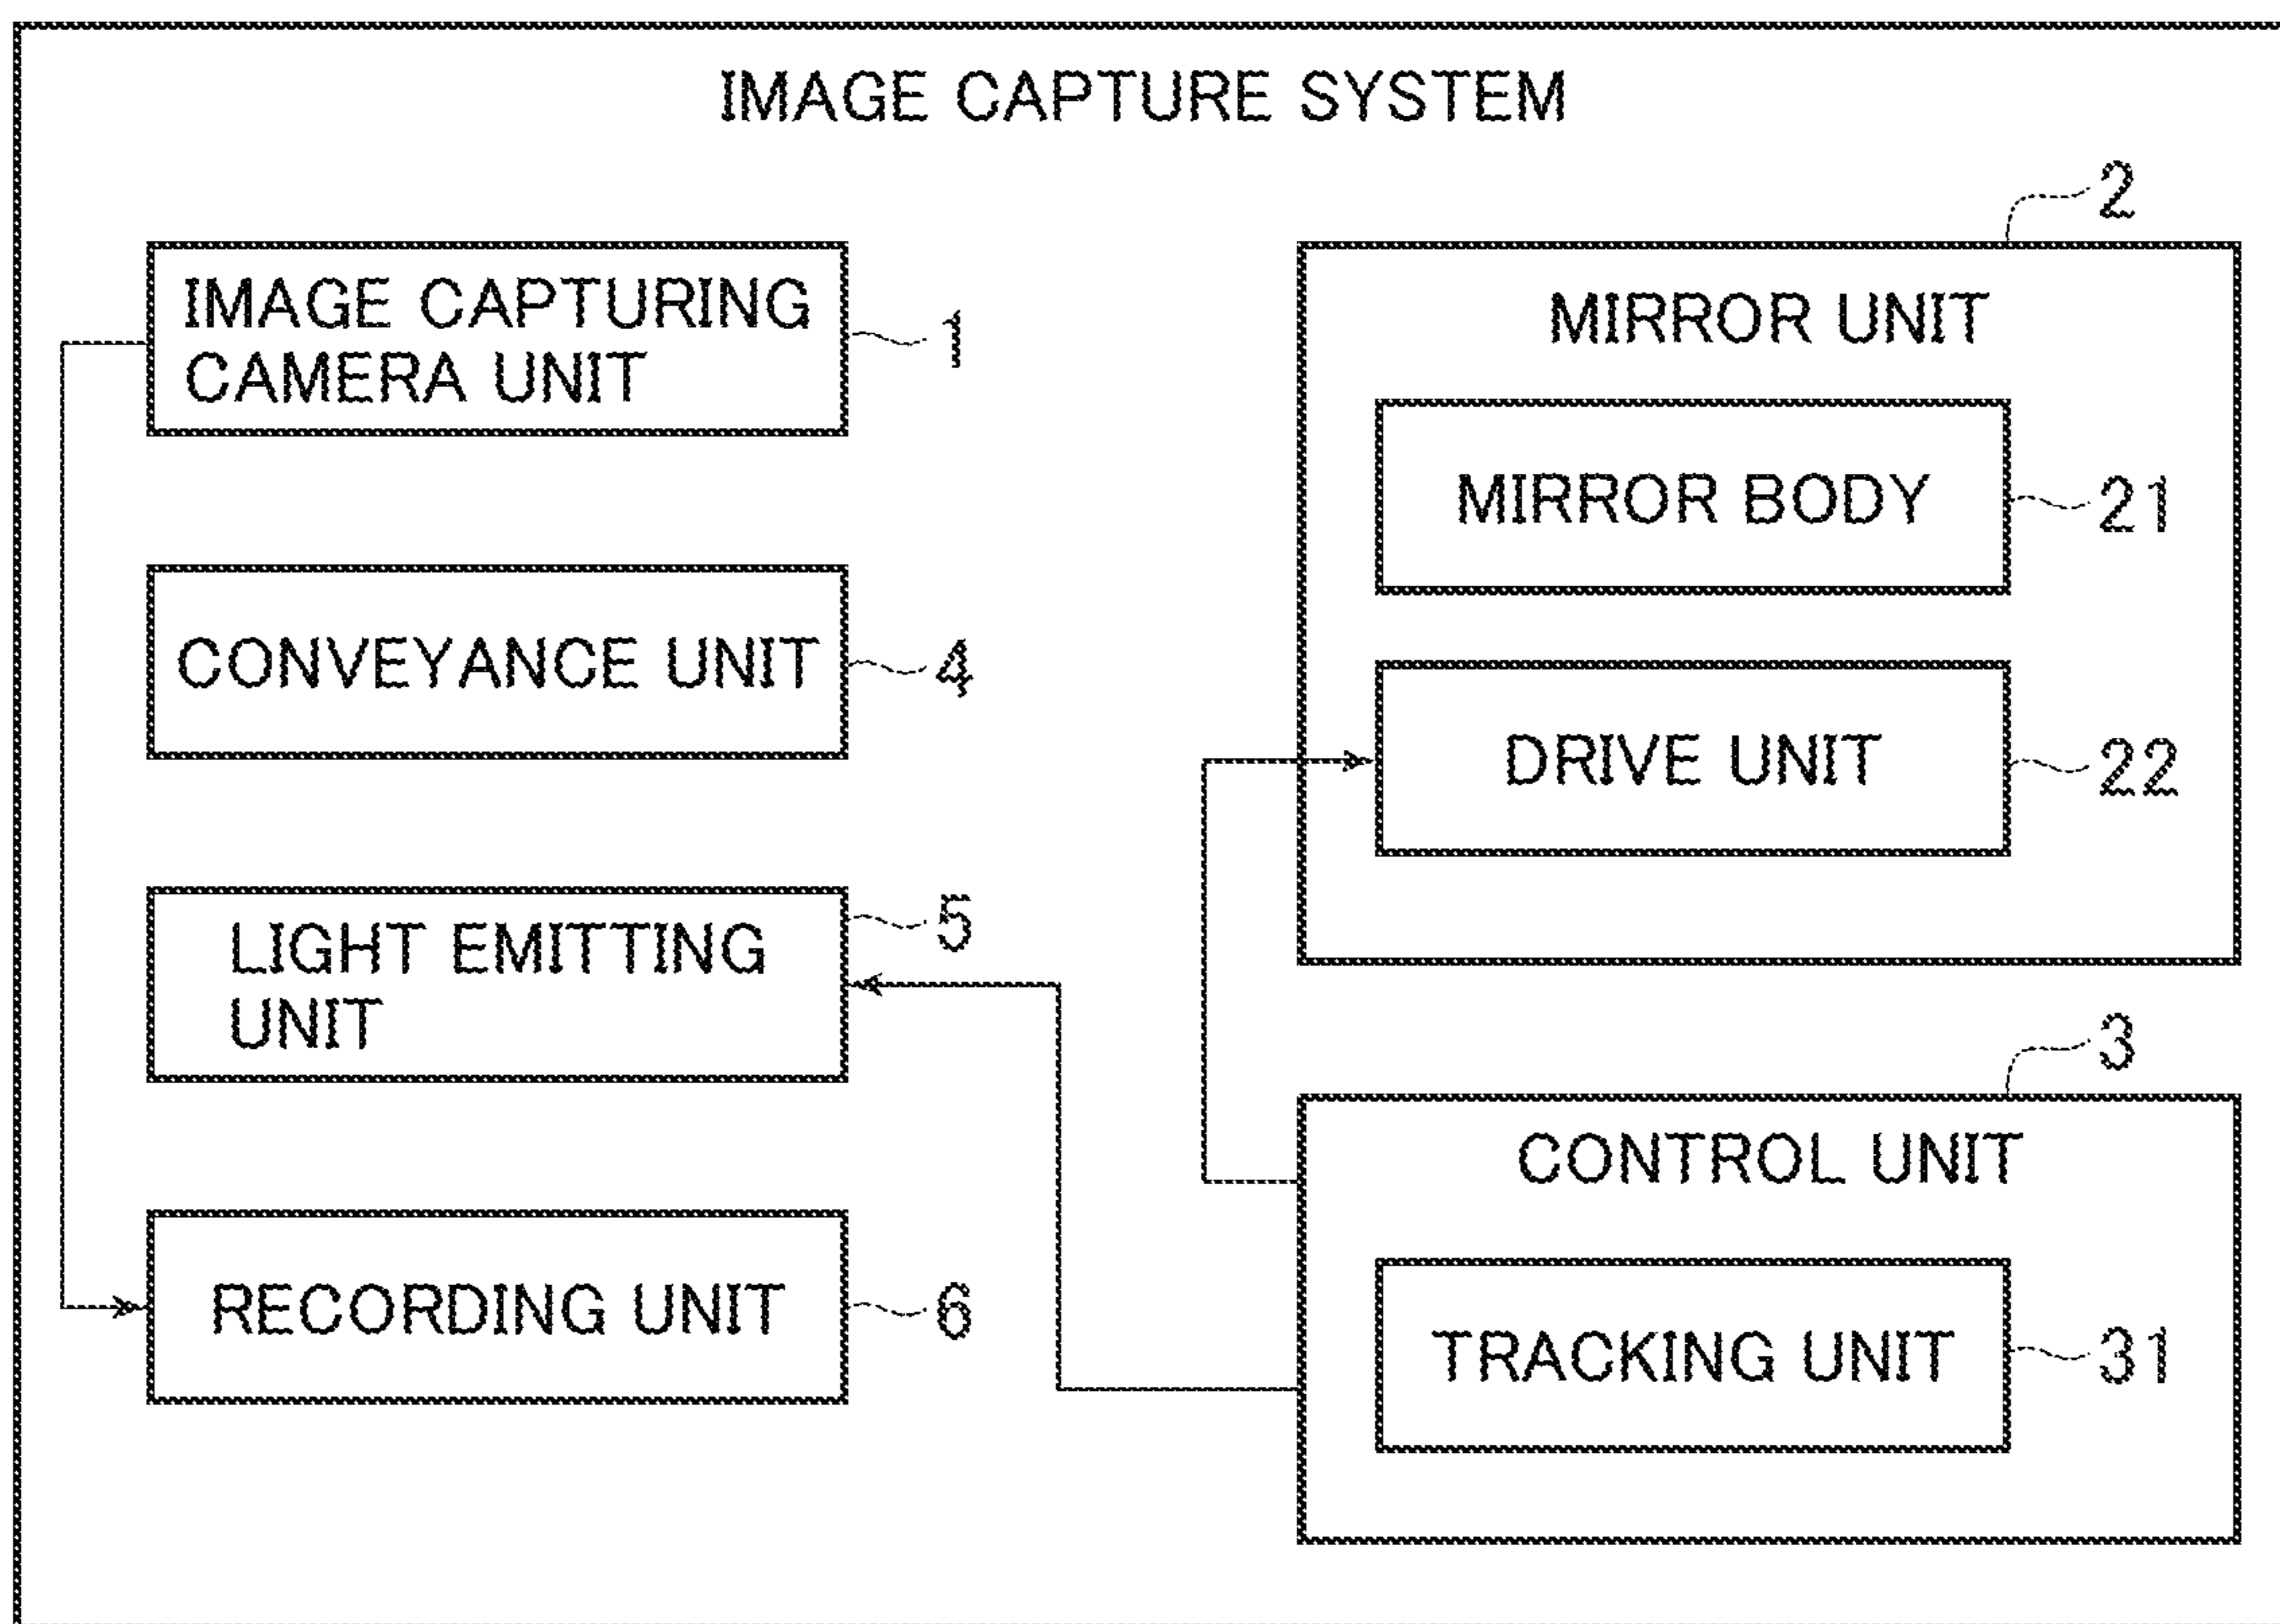 IMAGE CAPTURE SYSTEM
IMAGE CAPTURING
CAMERA UNIT
1
CONVEYANCE UNIT
4
LIGHT EMITTING
UNIT
5
RECORDING UNIT
6
2
MIRROR UNIT
MIRROR BODY
21
DRIVE UNIT
22
3
CONTROL UNIT
TRACKING UNIT
31